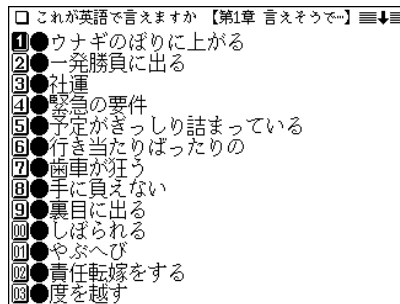 □ これが英語で言えますか 【第1章 言えそうで…】
1●ウナギのぼりに上がる
2●一発勝負に出る
3●社運
4●緊急の要件
5●予定がぎっしり詰まっている
6●行き当たりばったりの
7●歯車が狂う
8●手に負えない
9●裏目に出る
00●しぼられる
01●やぶへび
02●責任転嫁をする
03●度を越す